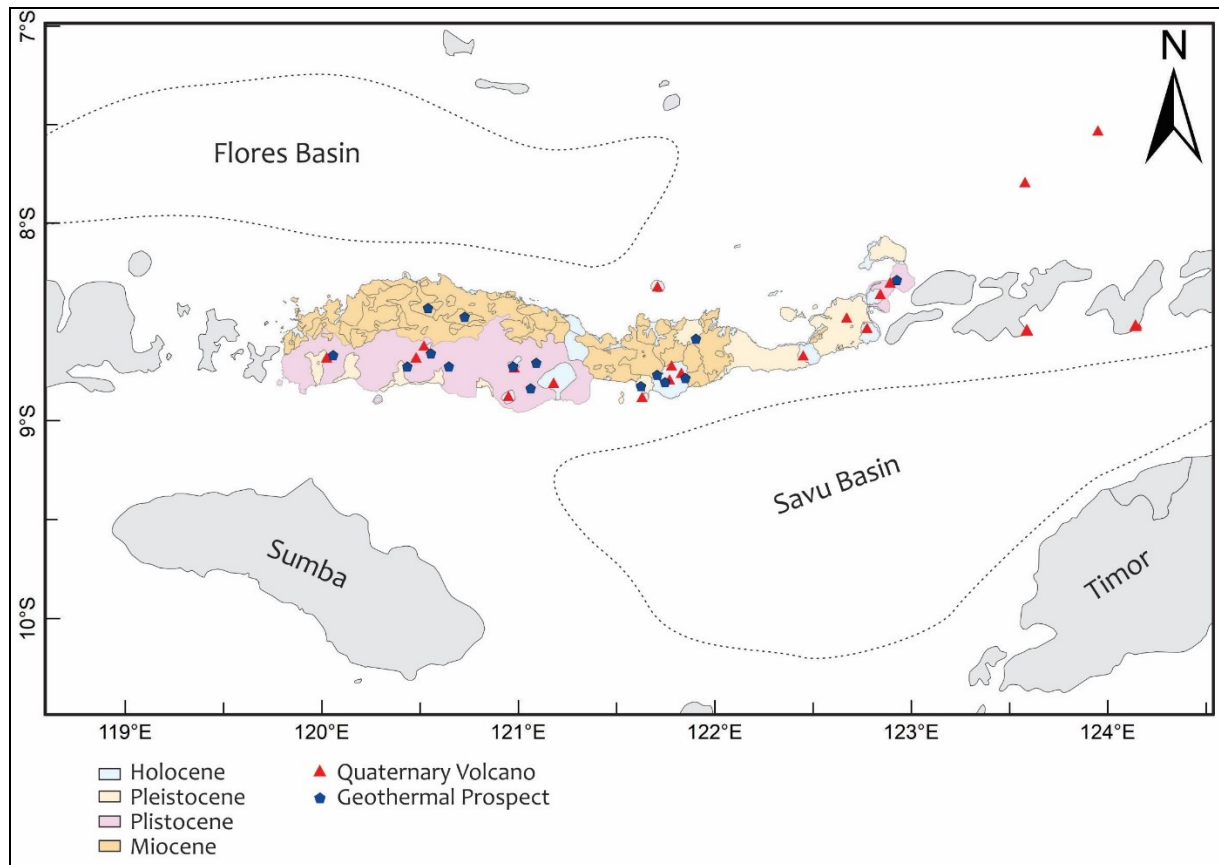 7°S
8°S
9°S
10°S
N
Flores Basin
Savu Basin
Sumba
Timor
119°E 120°E 121°E 122°E 123°E 124°E
Holocene
Pleistocene
Plistocene
Miocene
Quaternary Volcano
Geothermal Prospect